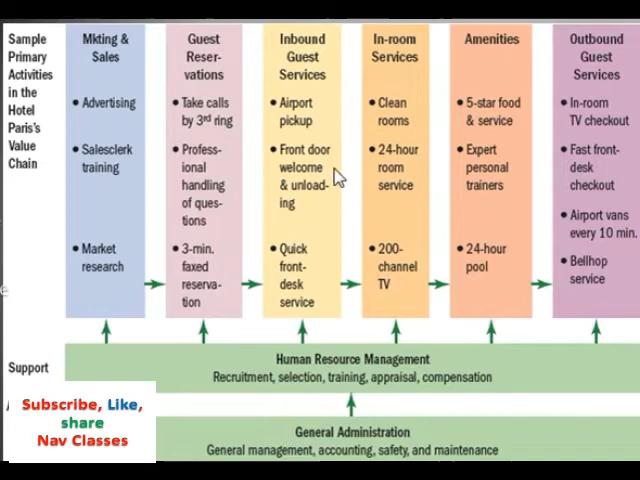 Sample
Primary
Activities
in the
Hotel
Paris's
Value
Chain
Mkting &
Sales
• Advertising
• Salesclerk
training
• Market
research
Guest
Reser-
vations
• Take calls
by 3rd ring
• Profess-
ional
handling
of ques-
tions
• 3-min.
faxed
reserva-
tion
Inbound
Guest
Services
• Airport
pickup
• Front door
welcome
& unload-
ing
• Quick
front-
desk
service
In-room
Services
• Clean
rooms
• 24-hour
room
service
• 200-
channel
TV
Amenities
• 5-star food
& service
• Expert
personal
trainers
• 24-hour
pool
Outbound
Guest
Services
• In-room
TV checkout
• Fast front-
desk
checkout
• Airport vans
every 10 min.
• Bellhop
service
Support
Human Resource Management
Recruitment, selection, training, appraisal, compensation
General Administration
General management, accounting, safety, and maintenance
Subscribe, Like,
share
Nav Classes